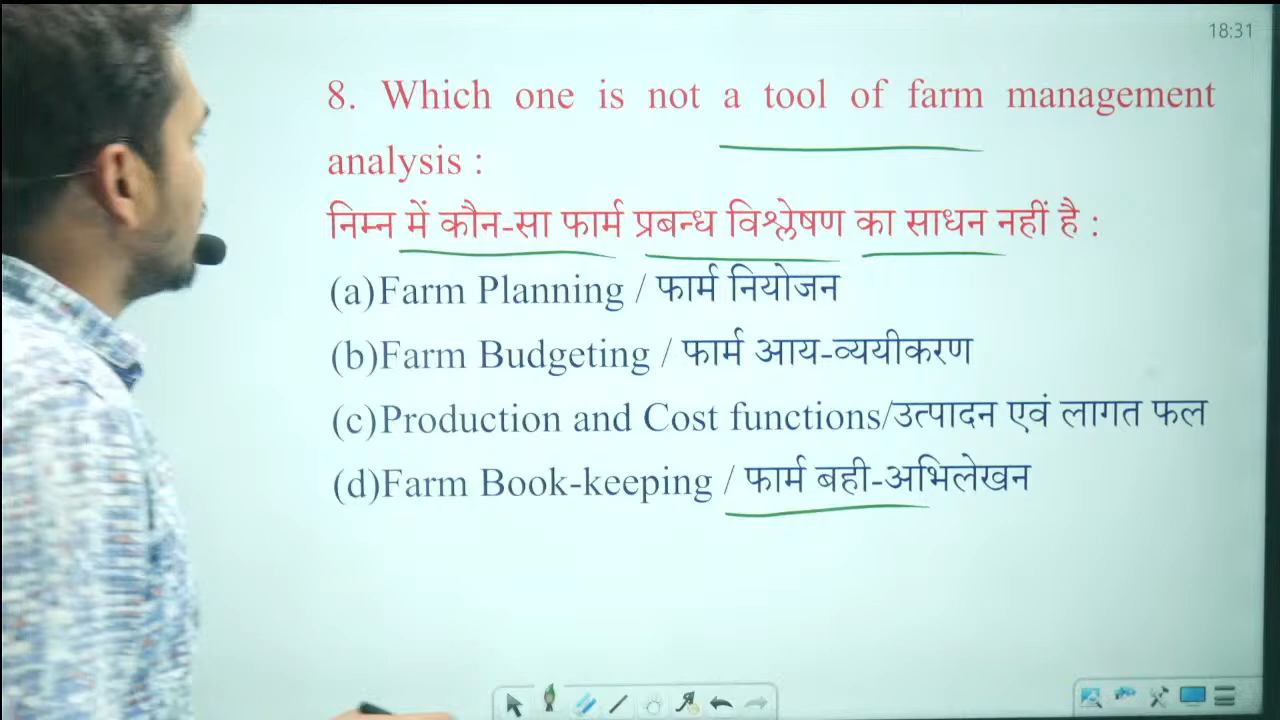 18:31
8. Which one is not a tool of farm management
analysis :
निम्न में कौन-सा फार्म प्रबन्ध विश्लेषण का साधन नहीं है :
(a)Farm Planning / फार्म नियोजन
(b)Farm Budgeting / फार्म आय-व्ययीकरण
(c)Production and Cost functions/उत्पादन एवं लागत फल
(d)Farm Book-keeping / फार्म बही-अभिलेखन